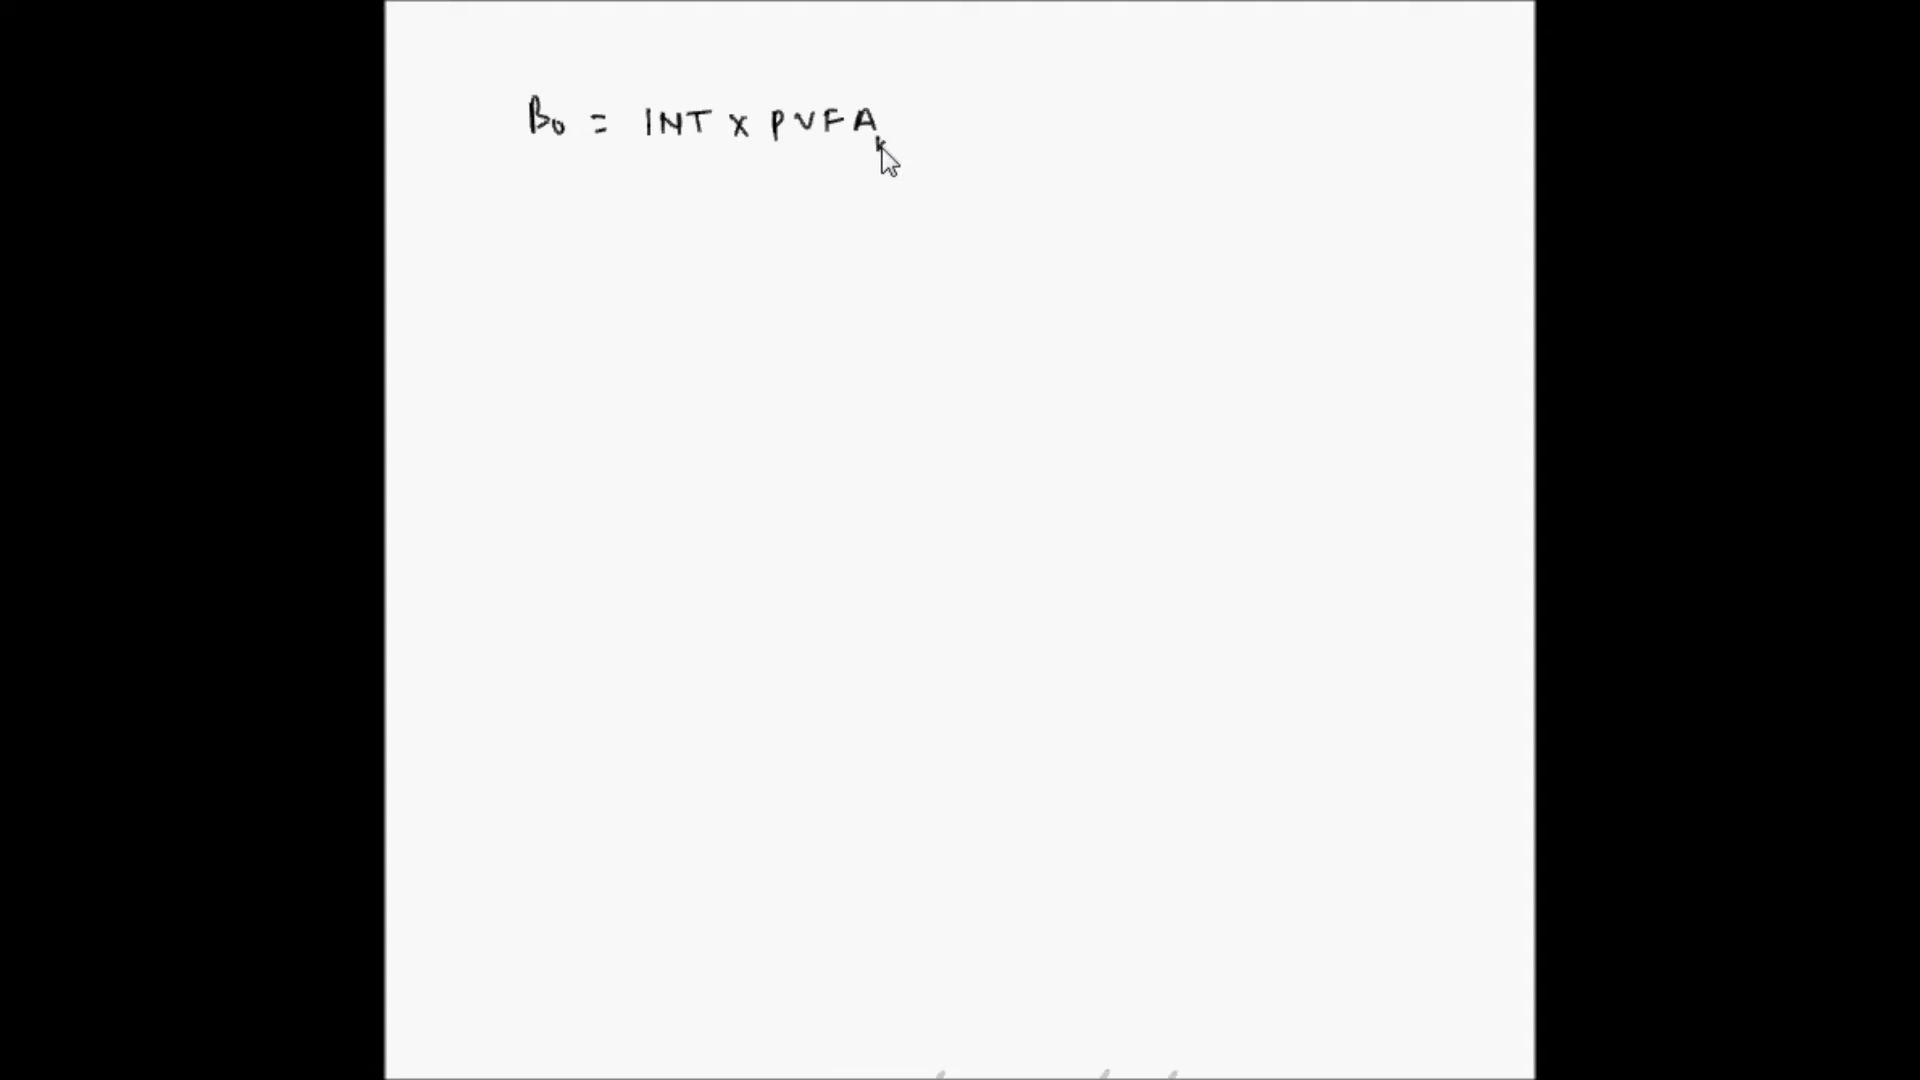 B₀ = INT x PVFA